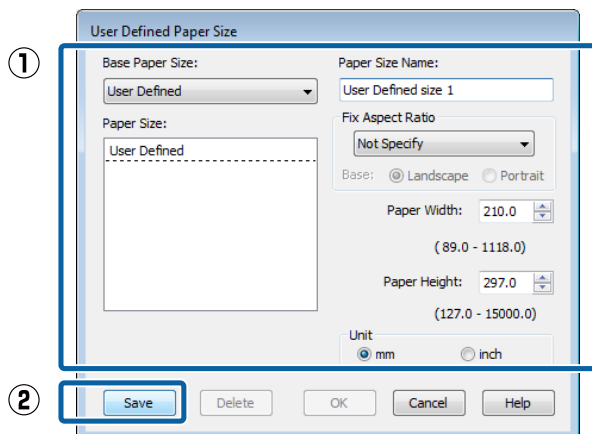 User Defined Paper Size
①
Base Paper Size:
User Defined
Paper Size:
User Defined
Paper Size Name:
User Defined size 1
Fix Aspect Ratio
Not Specify
Base: Landscape Portrait
Paper Width: 210.0
( 89.0 - 1118.0)
Paper Height: 297.0
(127.0 - 15000.0)
Unit
mm inch
②
Save Delete OK Cancel Help